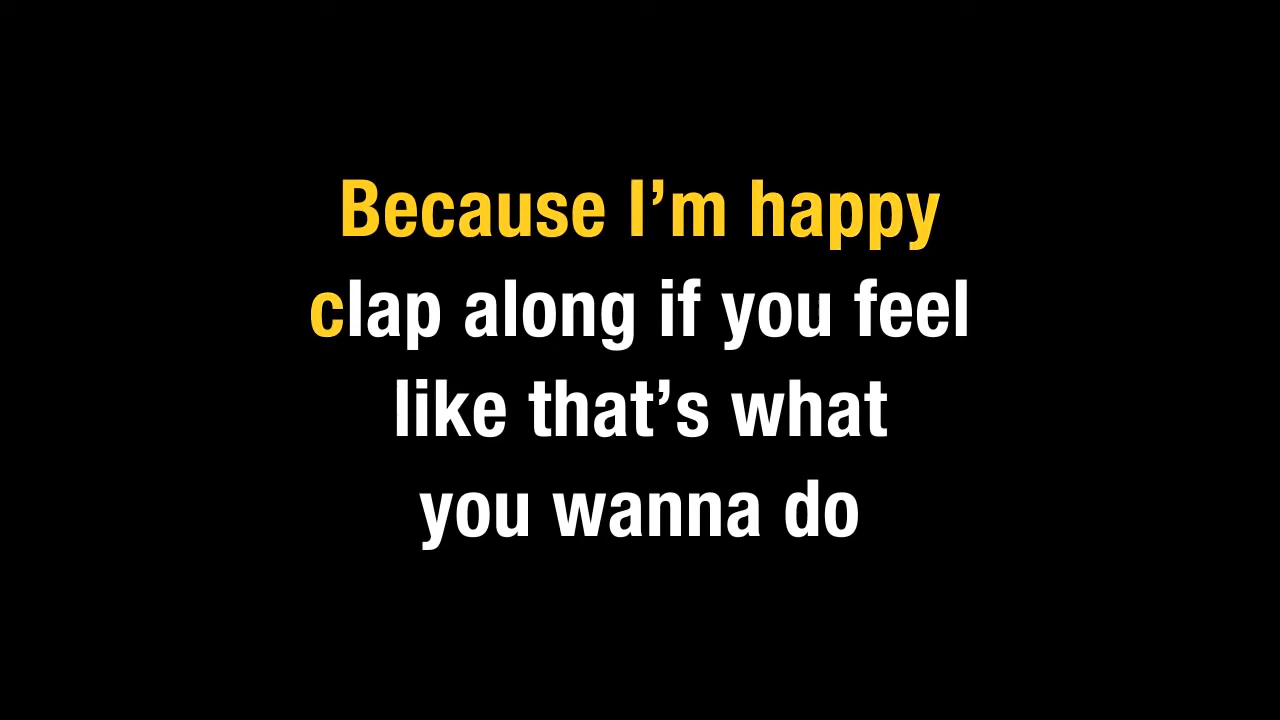 Because I’m happy
clap along if you feel
like that’s what
you wanna do